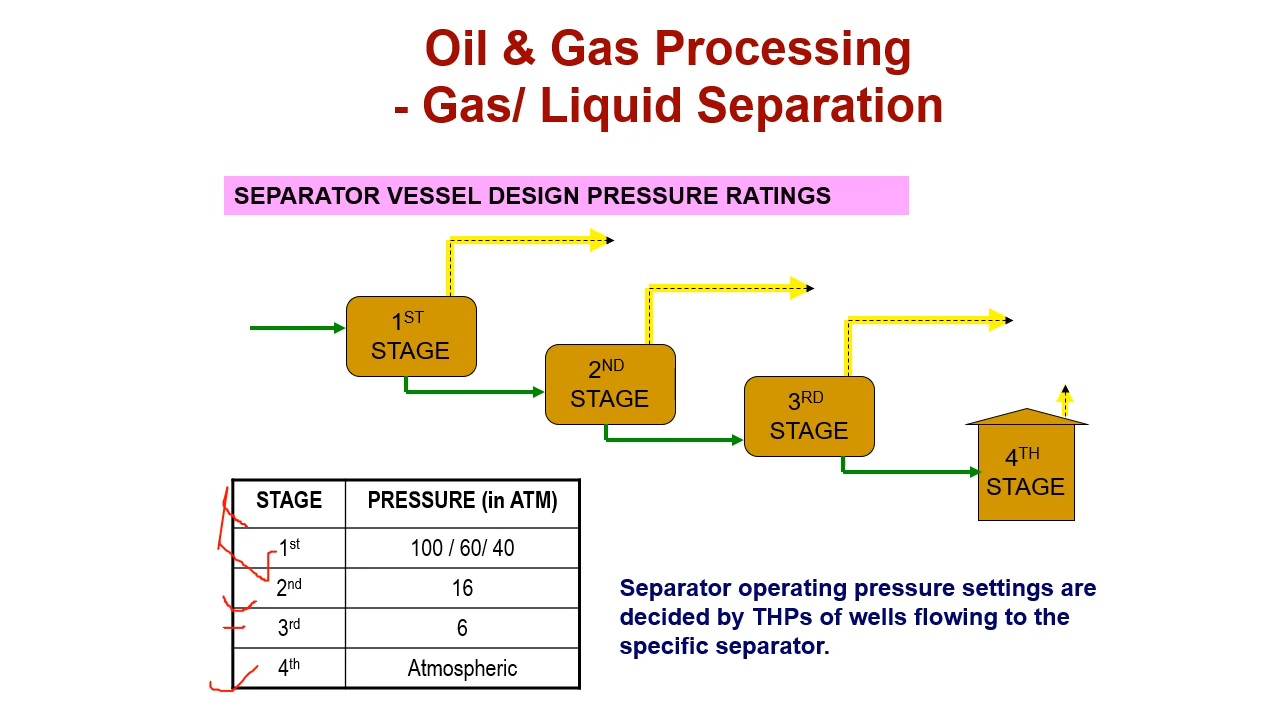 Oil & Gas Processing
- Gas/ Liquid Separation
SEPARATOR VESSEL DESIGN PRESSURE RATINGS
1ST
STAGE
2ND
STAGE
3RD
STAGE
4TH
STAGE
STAGE PRESSURE (in ATM)
1st 100 / 60/ 40
2nd 16
3rd 6
4th Atmospheric
Separator operating pressure settings are
decided by THPs of wells flowing to the
specific separator.